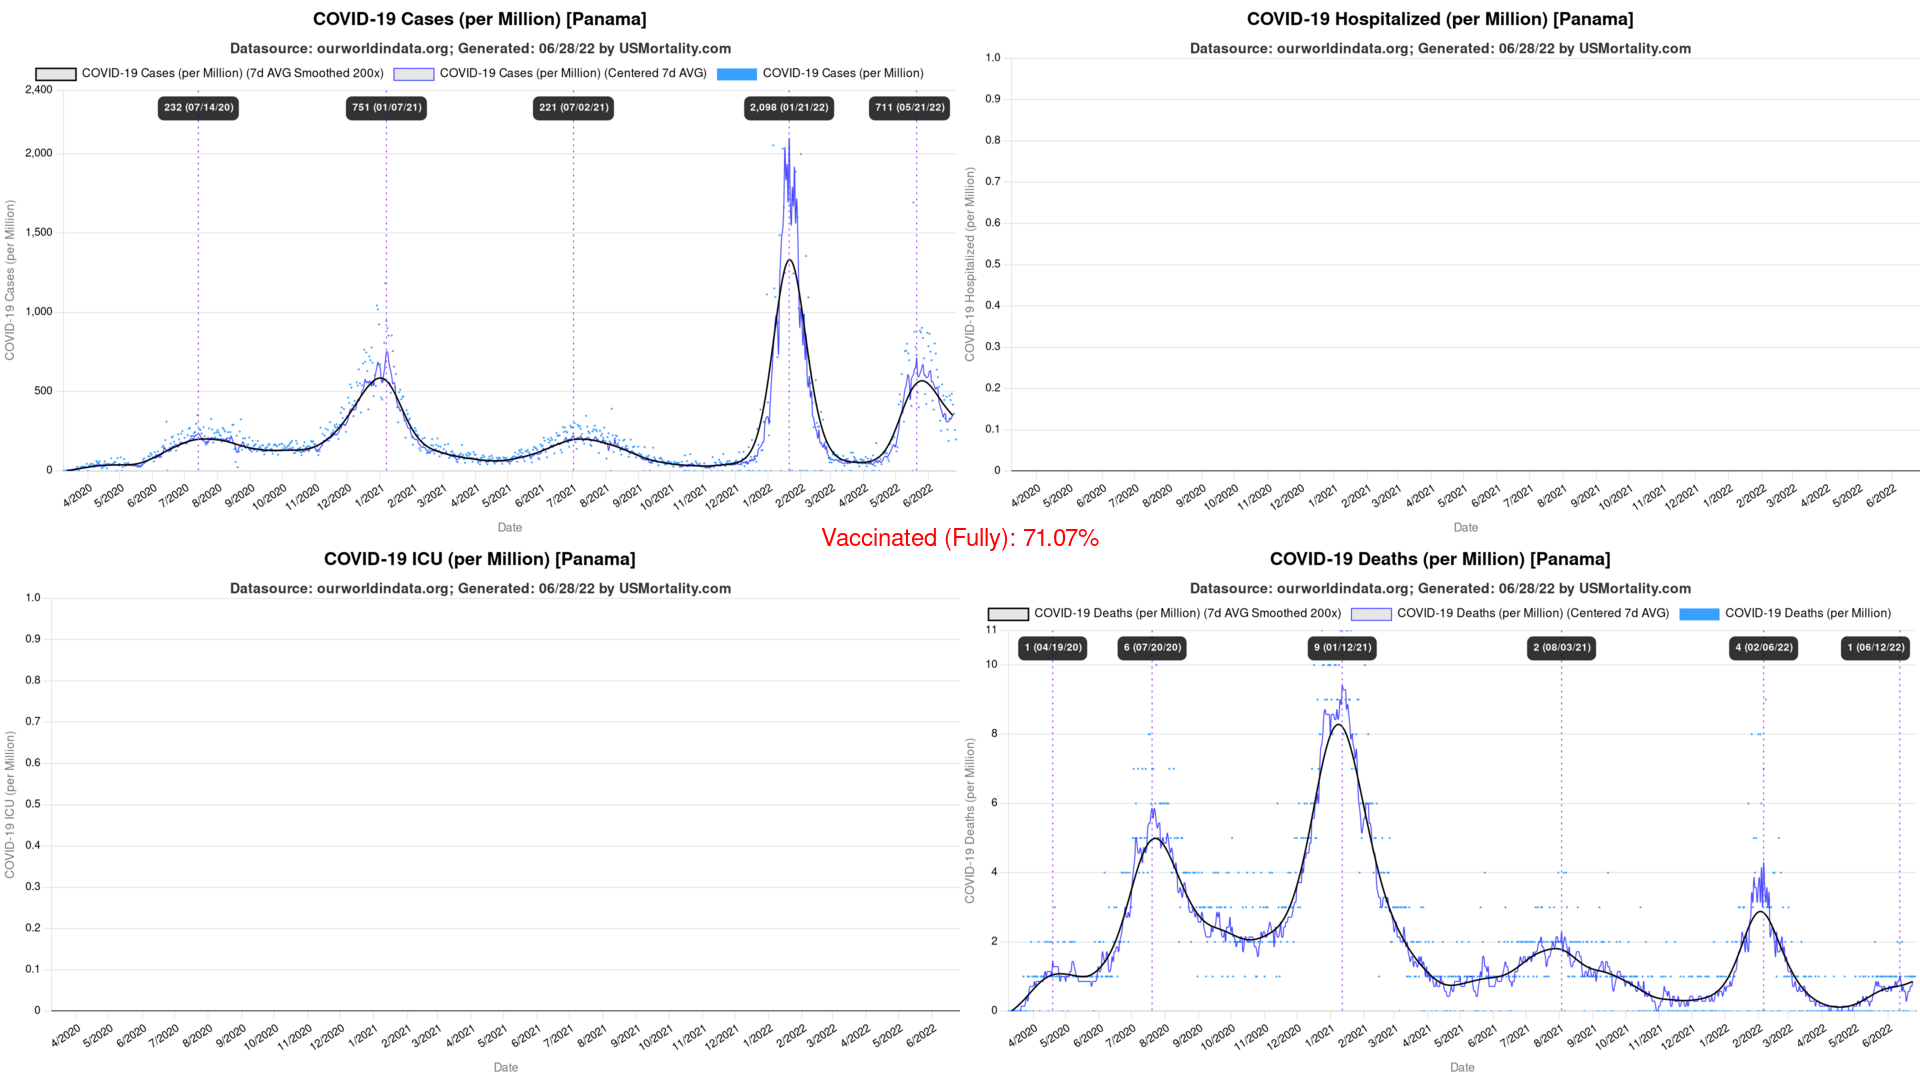 COVID-19 Cases (per Million) [Panama]
Datasource: ourworldindata.org; Generated: 06/28/22 by USMortality.com
COVID-19 Cases (per Million) (7d AVG Smoothed 200x) COVID-19 Cases (per Million) (Centered 7d AVG) COVID-19 Cases (per Million)
232 (07/14/20) 751 (01/07/21) 221 (07/02/21) 2,098 (01/21/22) 711 (05/21/22)
COVID-19 Cases (per Million)
2,400
2,000
1,500
1,000
500
0
4/2020 5/2020 6/2020 7/2020 8/2020 9/2020 10/2020 11/2020 12/2020 1/2021 2/2021 3/2021 4/2021 5/2021 6/2021 7/2021 8/2021 9/2021 10/2021 11/2021 12/2021 1/2022 2/2022 3/2022 4/2022 5/2022 6/2022
Date
COVID-19 Hospitalized (per Million) [Panama]
Datasource: ourworldindata.org; Generated: 06/28/22 by USMortality.com
COVID-19 Hospitalized (per Million)
1.0
0.9
0.8
0.7
0.6
0.5
0.4
0.3
0.2
0.1
0
4/2020 5/2020 6/2020 7/2020 8/2020 9/2020 10/2020 11/2020 12/2020 1/2021 2/2021 3/2021 4/2021 5/2021 6/2021 7/2021 8/2021 9/2021 10/2021 11/2021 12/2021 1/2022 2/2022 3/2022 4/2022 5/2022 6/2022
Date
Vaccinated (Fully): 71.07%
COVID-19 ICU (per Million) [Panama]
Datasource: ourworldindata.org; Generated: 06/28/22 by USMortality.com
COVID-19 ICU (per Million)
1.0
0.9
0.8
0.7
0.6
0.5
0.4
0.3
0.2
0.1
0
4/2020 5/2020 6/2020 7/2020 8/2020 9/2020 10/2020 11/2020 12/2020 1/2021 2/2021 3/2021 4/2021 5/2021 6/2021 7/2021 8/2021 9/2021 10/2021 11/2021 12/2021 1/2022 2/2022 3/2022 4/2022 5/2022 6/2022
Date
COVID-19 Deaths (per Million) [Panama]
Datasource: ourworldindata.org; Generated: 06/28/22 by USMortality.com
COVID-19 Deaths (per Million) (7d AVG Smoothed 200x) COVID-19 Deaths (per Million) (Centered 7d AVG) COVID-19 Deaths (per Million)
1 (04/19/20) 6 (07/20/20) 9 (01/12/21) 2 (08/03/21) 4 (02/06/22) 1 (06/12/22)
COVID-19 Deaths (per Million)
11
10
8
6
4
2
0
4/2020 5/2020 6/2020 7/2020 8/2020 9/2020 10/2020 11/2020 12/2020 1/2021 2/2021 3/2021 4/2021 5/2021 6/2021 7/2021 8/2021 9/2021 10/2021 11/2021 12/2021 1/2022 2/2022 3/2022 4/2022 5/2022 6/2022
Date